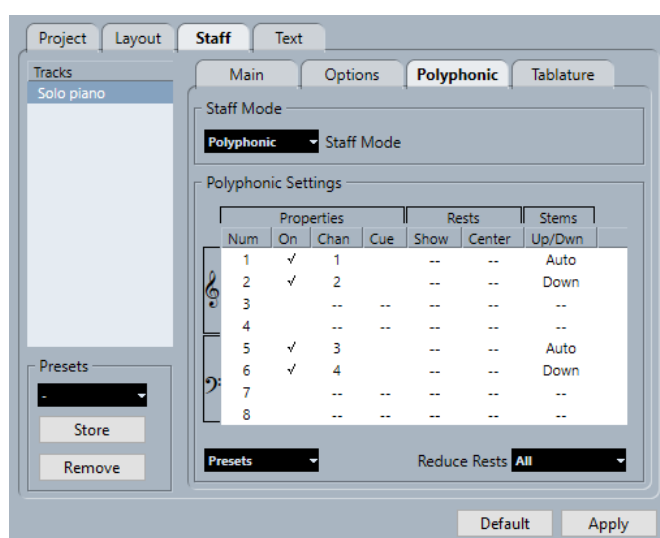 Project Layout Staff Text
Tracks
Solo piano
Main Options Polyphonic Tablature
Staff Mode
Polyphonic Staff Mode
Polyphonic Settings
Properties Rests Stems
Num On Chan Cue Show Center Up/Dwn
1 √ 1 -- -- Auto
2 √ 2 -- -- Down
3 -- -- -- -- --
4 -- -- -- -- --
5 √ 3 -- -- Auto
6 √ 4 -- -- Down
7 -- -- -- -- --
8 -- -- -- -- --
Presets Reduce Rests All
Presets
-
Store
Remove
Default Apply